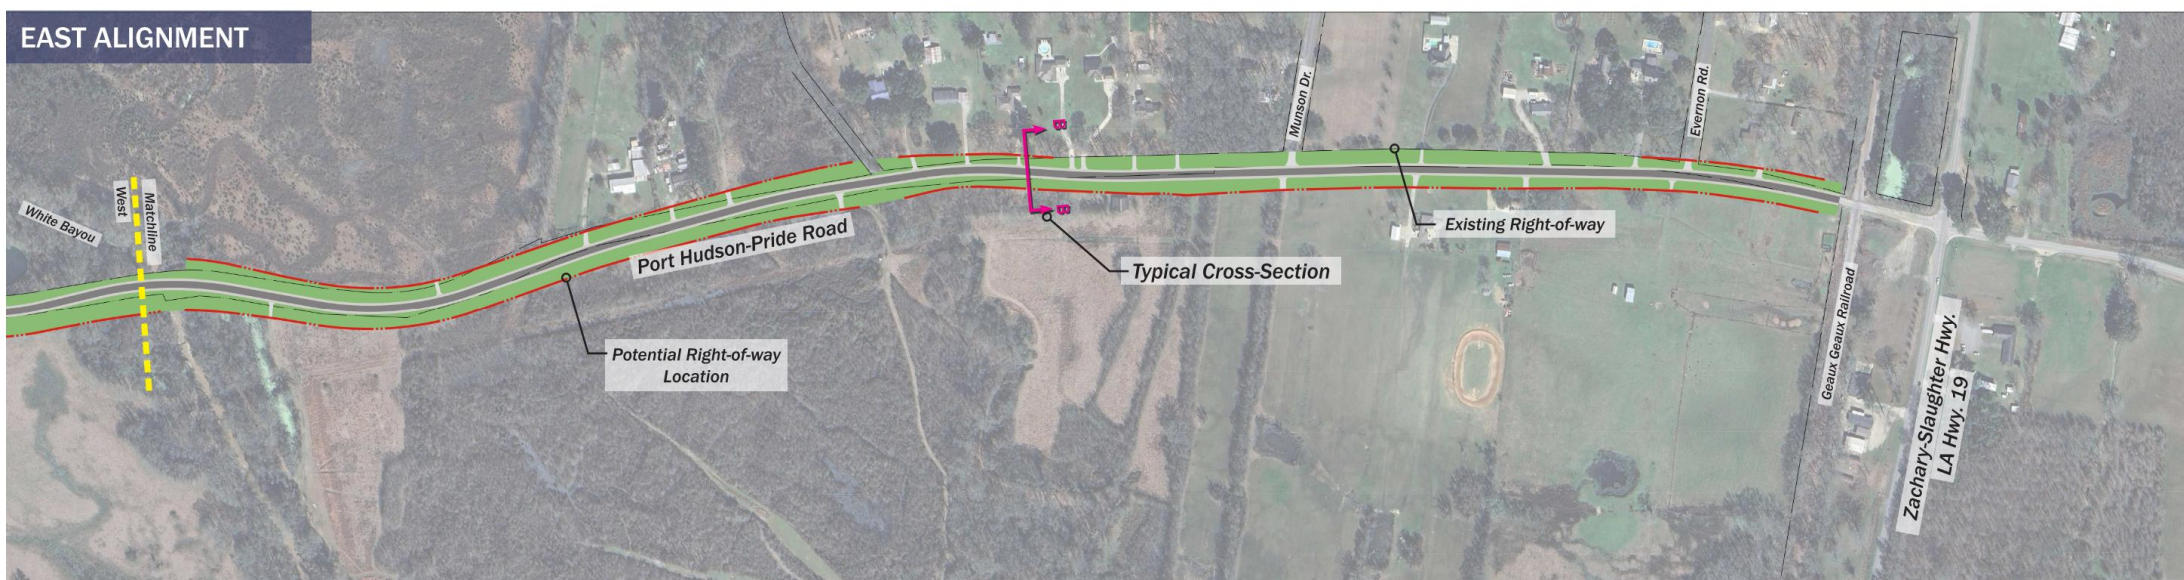 EAST ALIGNMENT
White Bayou
West
Matchline
Port Hudson-Pride Road
Potential Right-of-way
Location
B
B
Typical Cross-Section
Munson Dr.
Existing Right-of-way
Evernon Rd.
Geaux Geaux Railroad
Zachary-Slaughter Hwy.
LA Hwy. 19